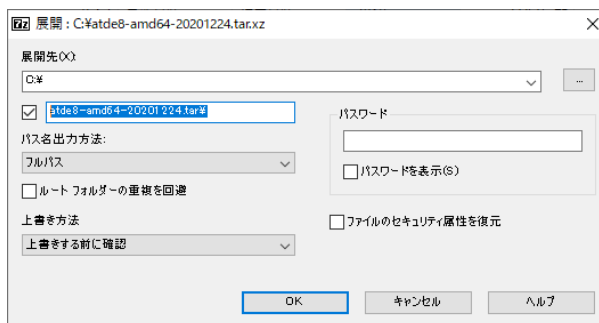 7z 展開 : C:¥atde8-amd64-20201224.tar.xz
展開先(X):
C:¥
...
atde8-amd64-20201224.tar¥
パス名出力方法:
フルパス
ルート フォルダーの重複を回避
上書き方法
上書きする前に確認
パスワード
パスワードを表示(S)
ファイルのセキュリティ属性を復元
OK
キャンセル
ヘルプ